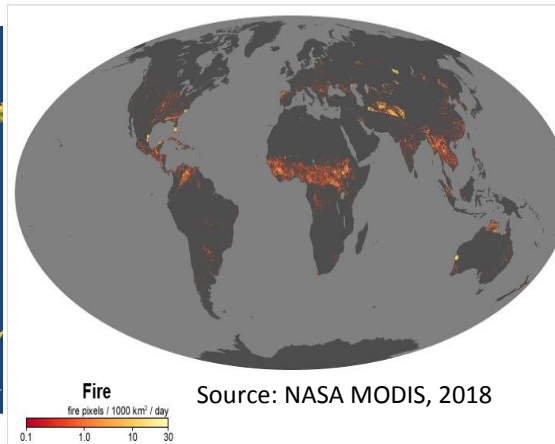 Fire
Source: NASA MODIS, 2018
fire pixels / 1000 km² / day
0.1 1.0 10 30